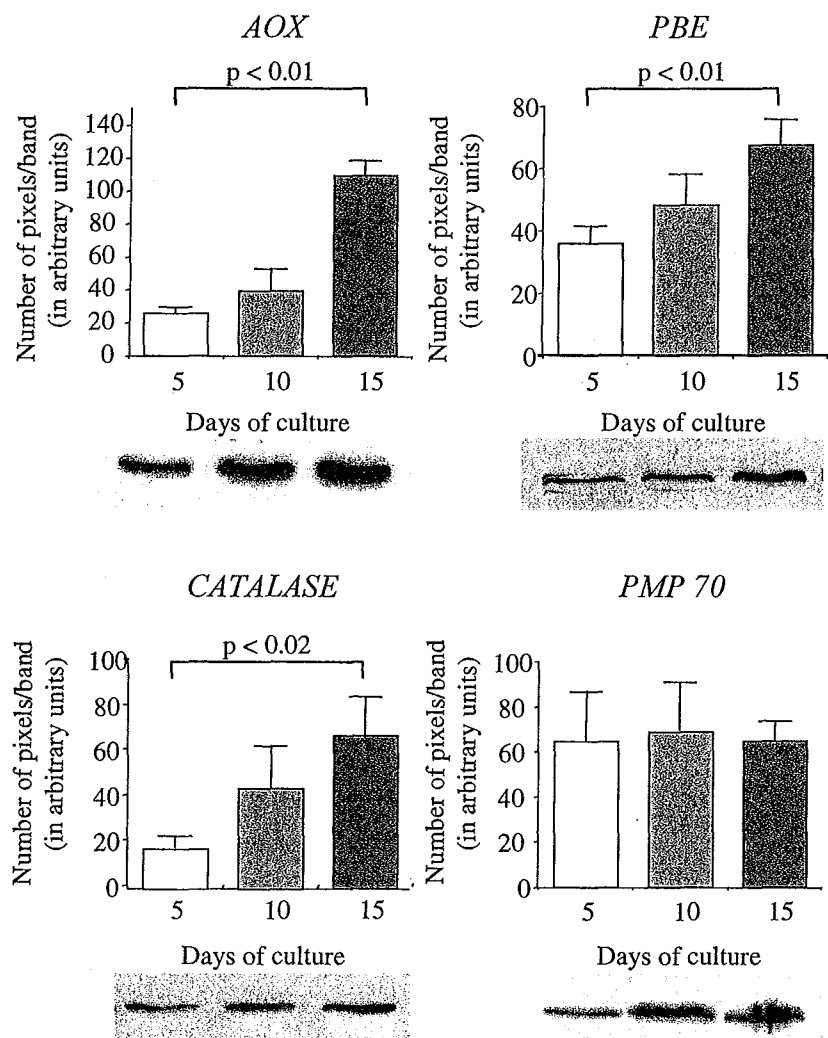 AOX
p < 0.01
Number of pixels/band
(in arbitrary units)
140
120
100
80
60
40
20
0
5 10 15
Days of culture
PBE
p < 0.01
Number of pixels/band
(in arbitrary units)
80
60
40
60
0
5 10 15
Days of culture
CATALASE
p < 0.02
Number of pixels/band
(in arbitrary units)
100
80
60
40
20
0
5 10 15
Days of culture
PMP 70
Number of pixels/band
(in arbitrary units)
100
80
60
40
20
0
5 10 15
Days of culture